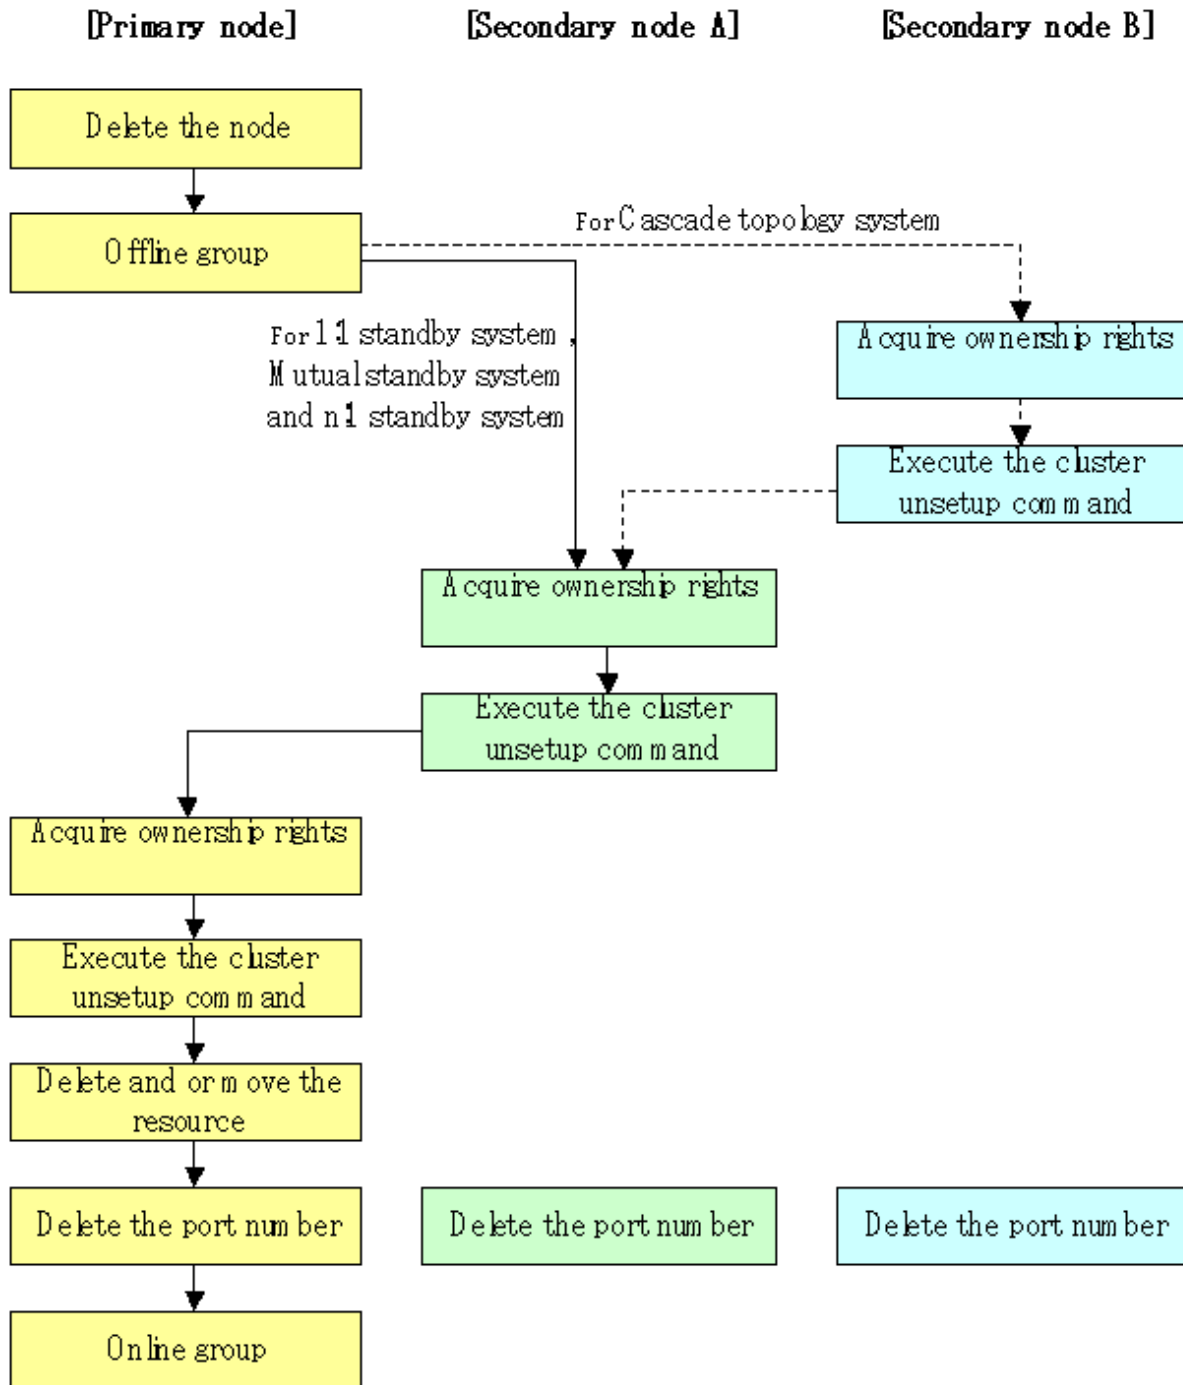 [Primary node]
[Secondary node A]
[Secondary node B]
Delete the node
Offline group
For Cascade topology system
For 1:1 standby system,
Mutual standby system
and n:1 standby system
Acquire ownership rights
Execute the cluster
unsetup command
Acquire ownership rights
Execute the cluster
unsetup command
Acquire ownership rights
Execute the cluster
unsetup command
Delete and or move the
resource
Delete the port number
Delete the port number
Delete the port number
Online group